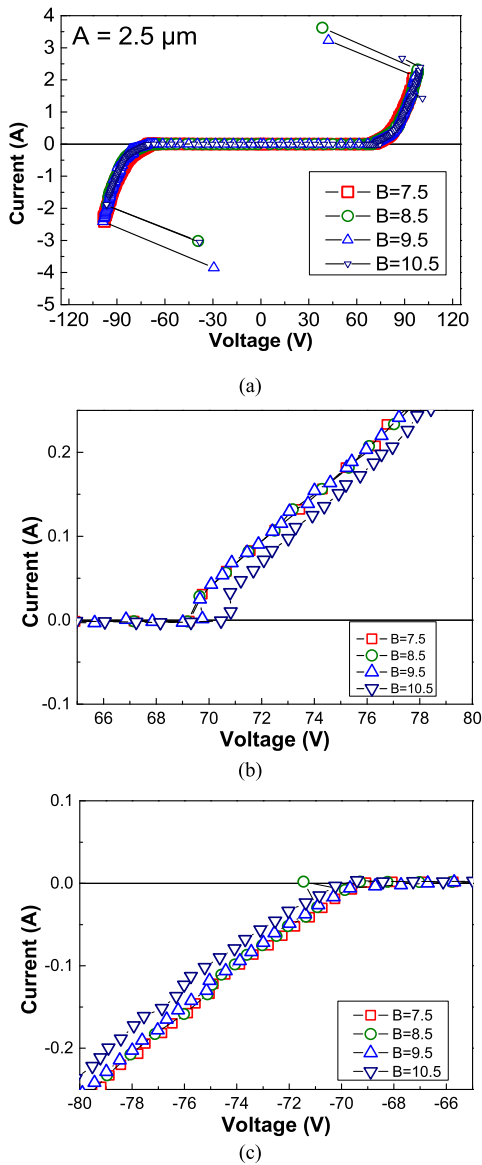 A = 2.5 µm
Current (A)
4
3
2
1
0
-1
-2
-3
-4
-5
B=7.5
B=8.5
B=9.5
B=10.5
-120 -90 -60 -30 0 30 60 90 120
Voltage (V)
(a)
Current (A)
0.2
0.1
0.0
-0.1
B=7.5
B=8.5
B=9.5
B=10.5
66 68 70 72 74 76 78 80
Voltage (V)
(b)
Current (A)
0.1
0.0
-0.1
-0.2
B=7.5
B=8.5
B=9.5
B=10.5
-80 -78 -76 -74 -72 -70 -68 -66
Voltage (V)
(c)